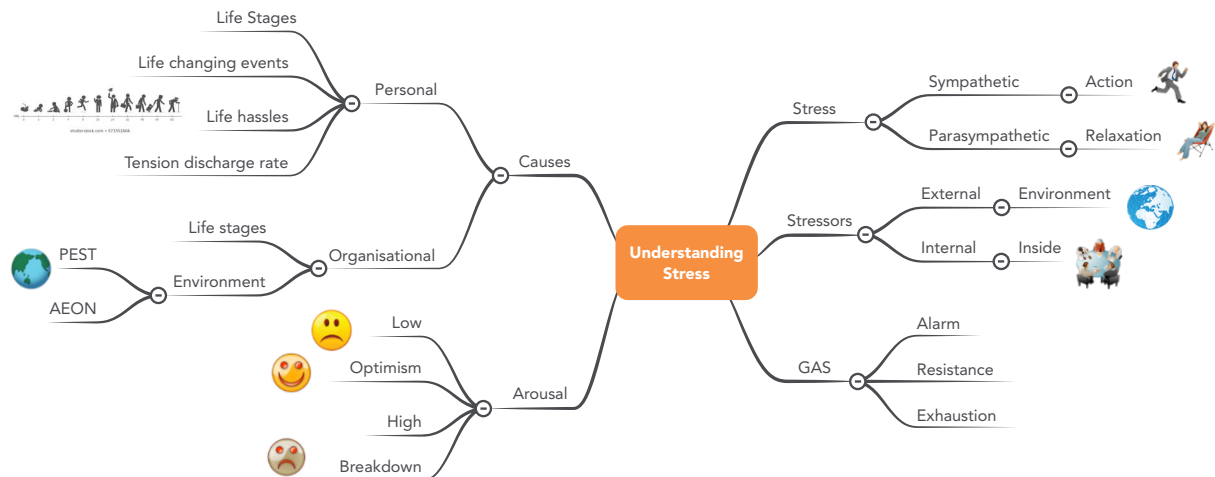 Life Stages
Life changing events
Life hassles
Tension discharge rate
Personal
shutterstock.com •
Causes
Life stages
PEST
AEON
Environment
Organisational
Low
Optimism
High
Breakdown
Arousal
Understanding
Stress
Stress
Sympathetic
Action
Parasympathetic
Relaxation
Stressors
External
Environment
Internal
Inside
GAS
Alarm
Resistance
Exhaustion